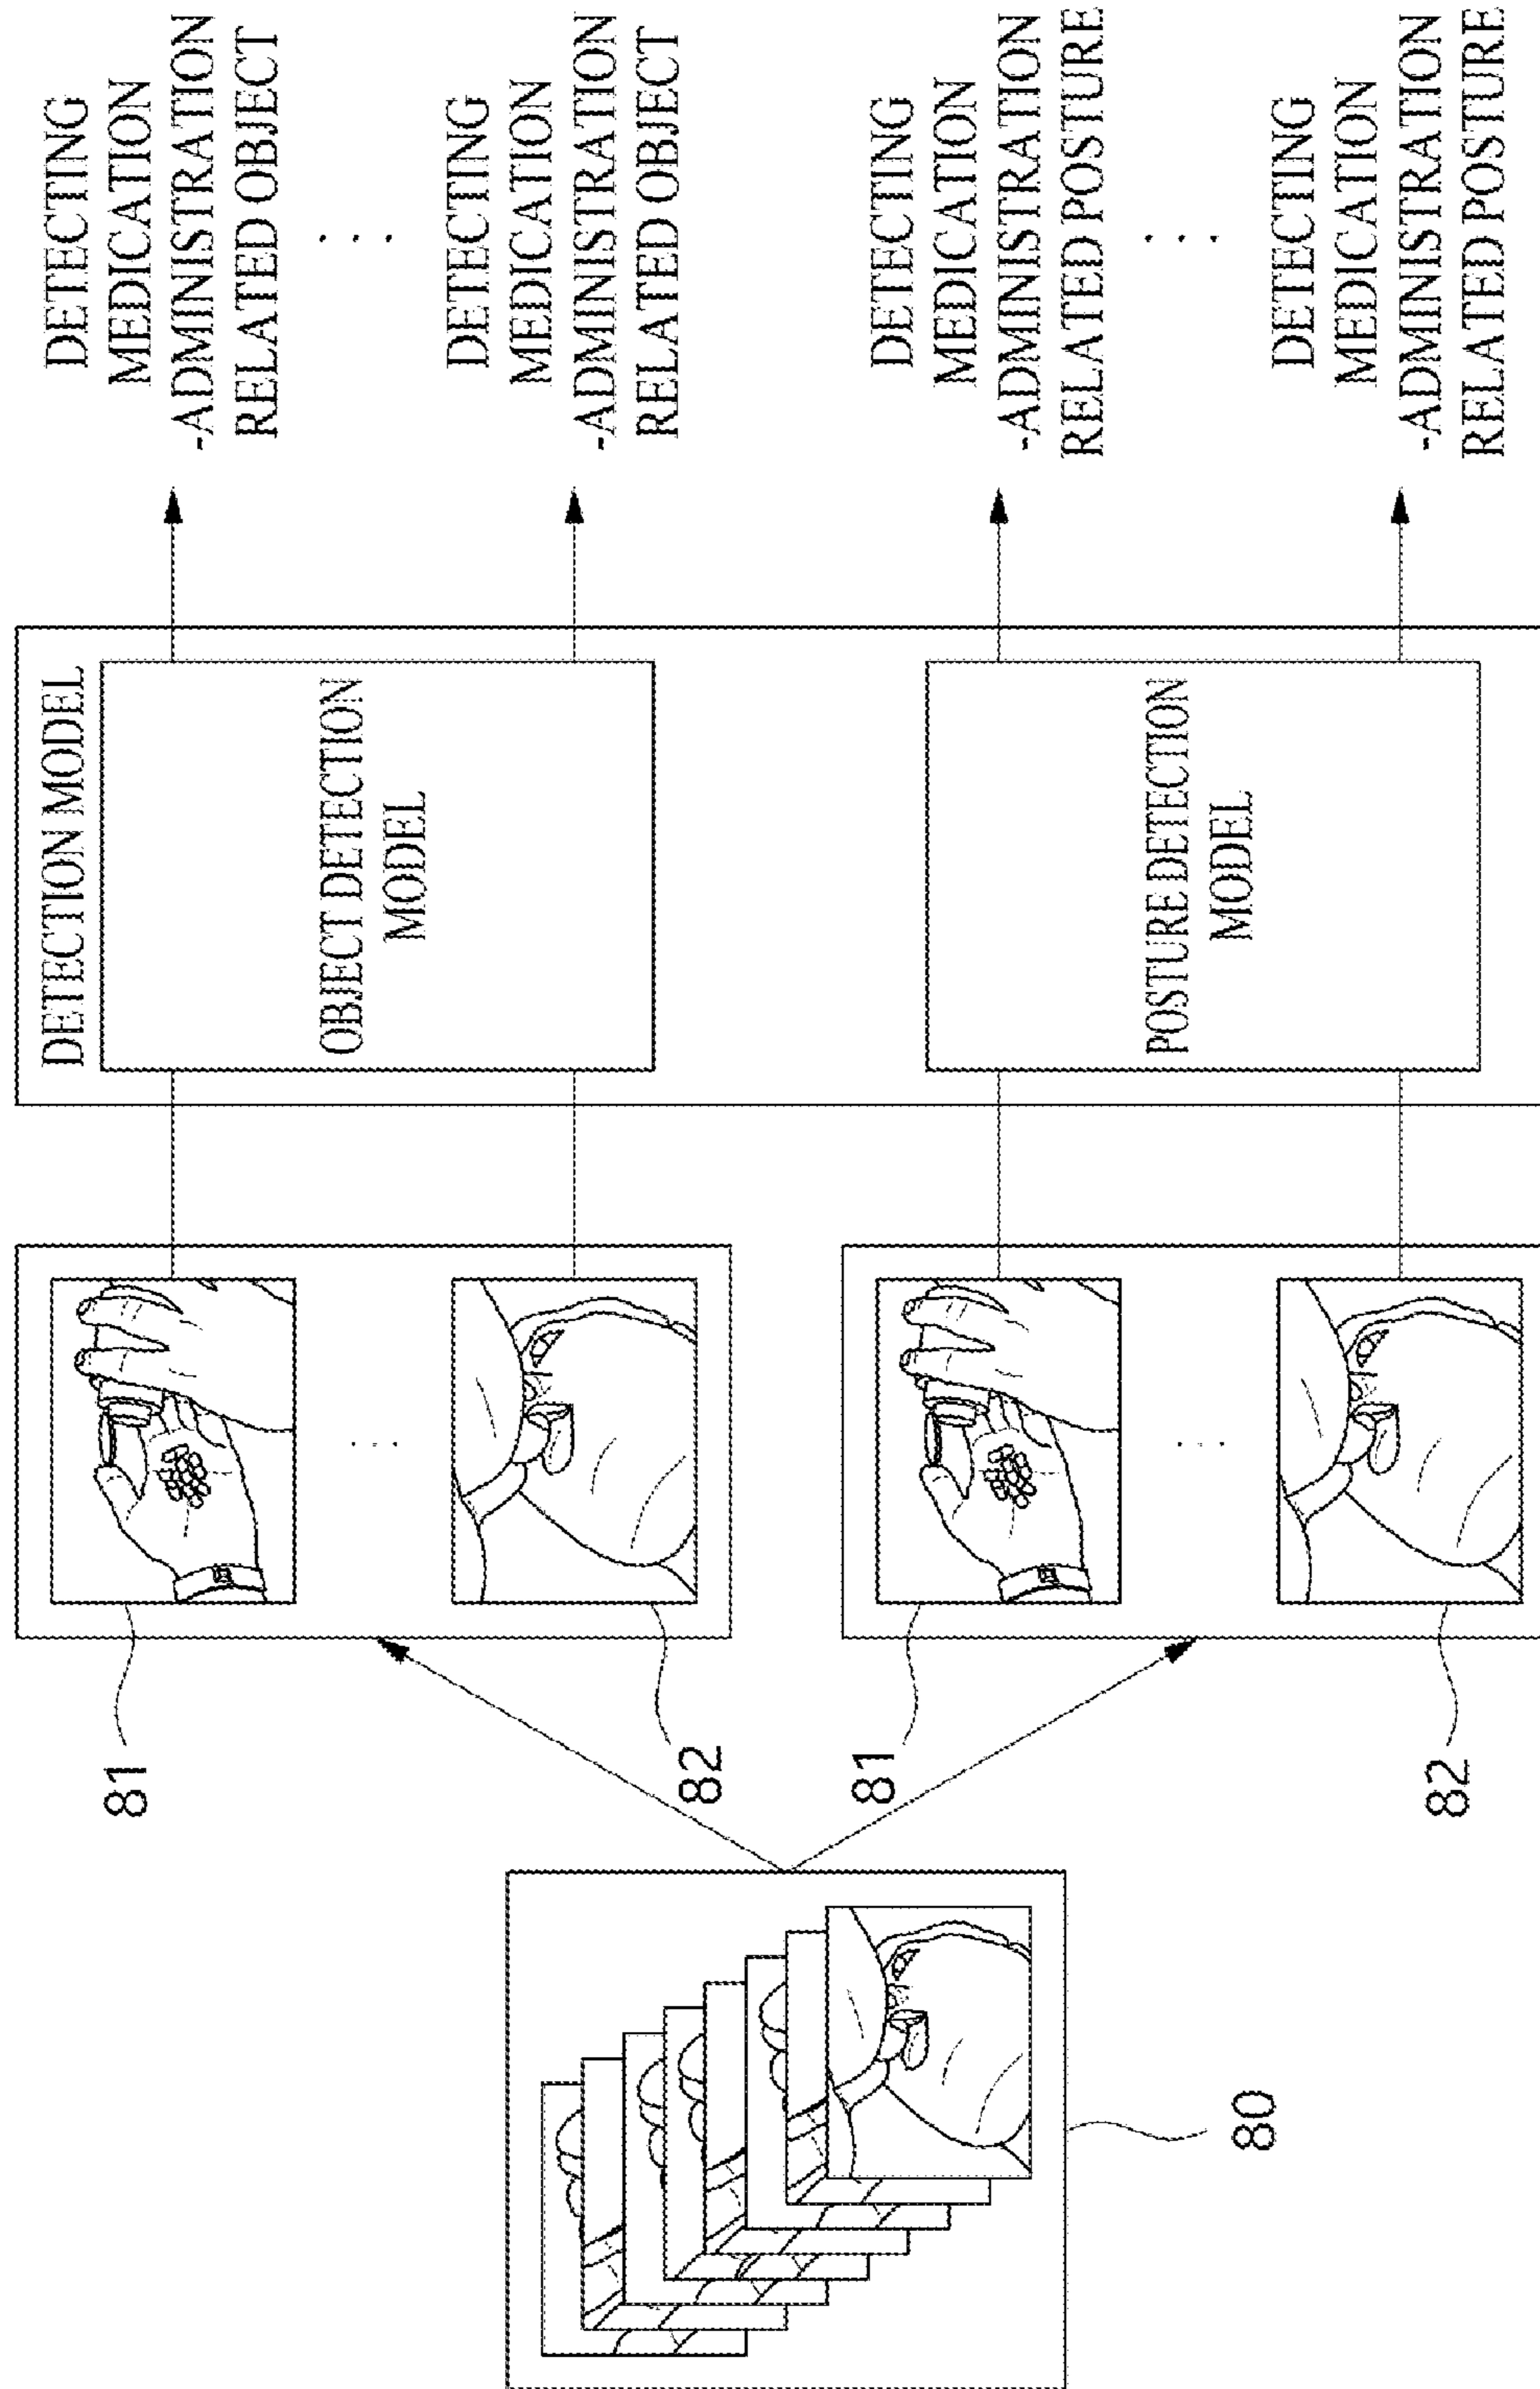 80
81
82
81
82
DETECTION MODEL
OBJECT DETECTION
MODEL
POSTURE DETECTION
MODEL
DETECTING
MEDICATION
-ADMINISTRATION
RELATED OBJECT
. . .
DETECTING
MEDICATION
-ADMINISTRATION
RELATED OBJECT
DETECTING
MEDICATION
-ADMINISTRATION
RELATED POSTURE
. . .
DETECTING
MEDICATION
-ADMINISTRATION
RELATED POSTURE